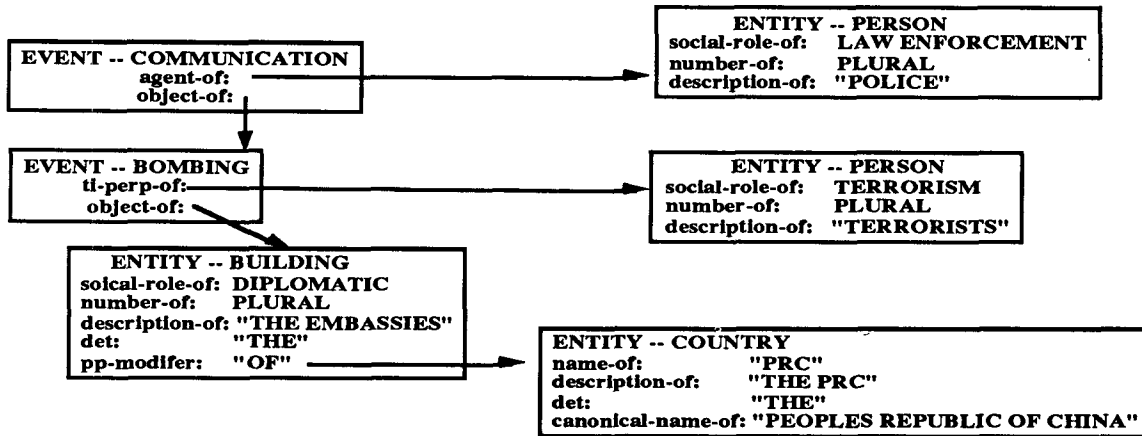 EVENT -- COMMUNICATION
agent-of:
object-of:
ENTITY -- PERSON
social-role-of: LAW ENFORCEMENT
number-of: PLURAL
description-of: "POLICE"
EVENT -- BOMBING
ti-perp-of:
object-of:
ENTITY -- PERSON
social-role-of: TERRORISM
number-of: PLURAL
description-of: "TERRORISTS"
ENTITY -- BUILDING
soical-role-of: DIPLOMATIC
number-of: PLURAL
description-of: "THE EMBASSIES"
det: "THE"
pp-modifer: "OF"
ENTITY -- COUNTRY
name-of: "PRC"
description-of: "THE PRC"
det: "THE"
canonical-name-of: "PEOPLES REPUBLIC OF CHINA"